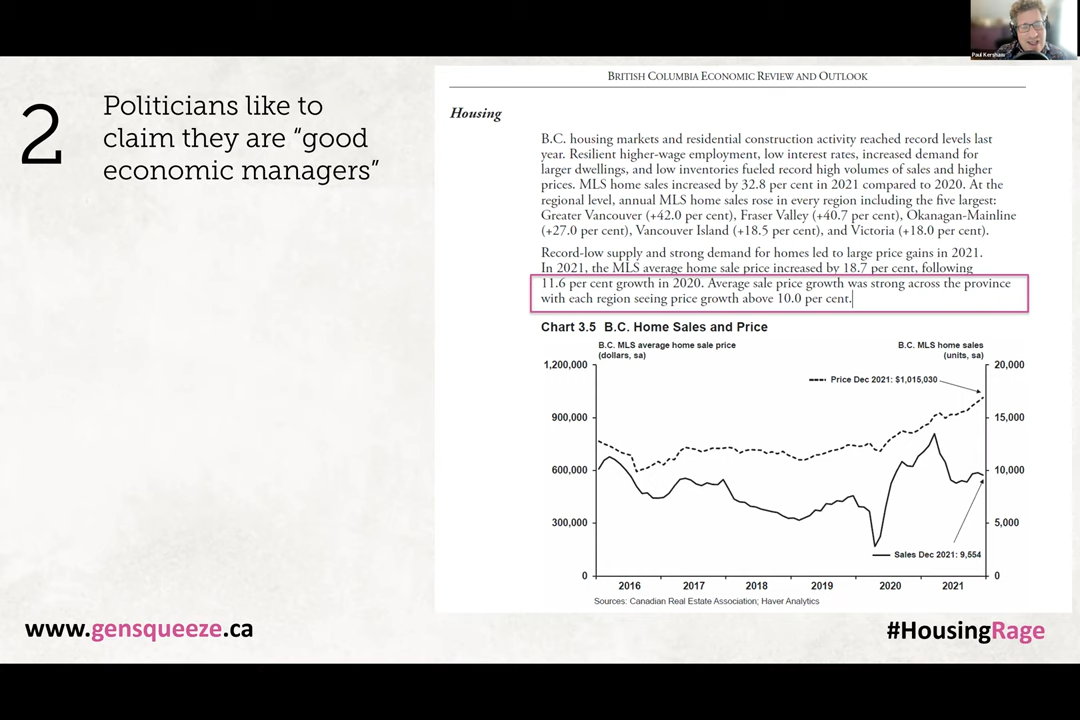 Paul Kershaw
2
Politicians like to
claim they are “good
economic managers”
BRITISH COLUMBIA ECONOMIC REVIEW AND OUTLOOK
Housing
B.C. housing markets and residential construction activity reached record levels last
year. Resilient higher-wage employment, low interest rates, increased demand for
larger dwellings, and low inventories fueled record high volumes of sales and higher
prices. MLS home sales increased by 32.8 per cent in 2021 compared to 2020. At the
regional level, annual MLS home sales rose in every region including the five largest:
Greater Vancouver (+42.0 per cent), Fraser Valley (+40.7 per cent), Okanagan-Mainline
(+27.0 per cent), Vancouver Island (+18.5 per cent), and Victoria (+18.0 per cent).
Record-low supply and strong demand for homes led to large price gains in 2021.
In 2021, the MLS average home sale price increased by 18.7 per cent, following
11.6 per cent growth in 2020. Average sale price growth was strong across the province
with each region seeing price growth above 10.0 per cent.
Chart 3.5 B.C. Home Sales and Price
B.C. MLS average home sale price
(dollars, sa)
B.C. MLS home sales
(units, sa)
1,200,000
900,000
600,000
300,000
0
20,000
15,000
10,000
5,000
0
Price Dec 2021: $1,015,030
Sales Dec 2021: 9,554
2016 2017 2018 2019 2020 2021
Sources: Canadian Real Estate Association; Haver Analytics
www.gensqueeze.ca
#HousingRage